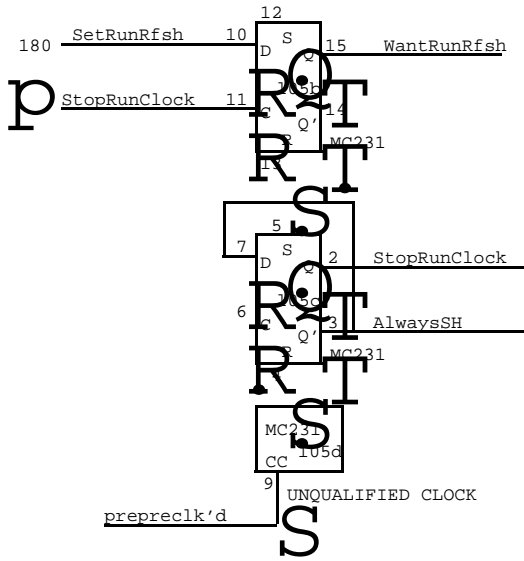 12
SetRunRfsh 10 S
180 D Q 15 WantRunRfsh
105b
p StopRunClock 11 C 14
Q'
R MC231
13
5
7 S
D Q 2 StopRunClock
105c
6 C 3 AlwaysSH
Q'
R MC231
MC231
105d
CC
9 UNQUALIFIED CLOCK
prepreclk'd
R Q T
~
R T
S
R Q T
~
R T
S
S